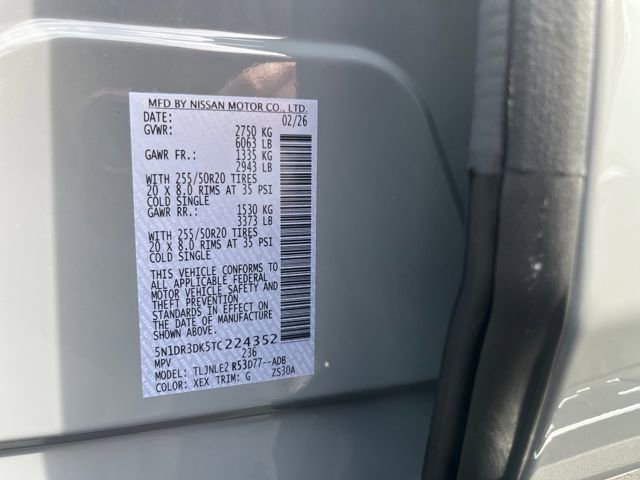 MFD BY NISSAN MOTOR CO., LTD.
DATE: 02/26
GVWR: 2750 KG
6063 LB
GAWR FR.: 1335 KG
2943 LB
WITH 255/50R20 TIRES
20 X 8.0 RIMS AT 35 PSI
COLD SINGLE
GAWR RR.: 1530 KG
3373 LB
WITH 255/50R20 TIRES
20 X 8.0 RIMS AT 35 PSI
COLD SINGLE
THIS VEHICLE CONFORMS TO
ALL APPLICABLE FEDERAL
MOTOR VEHICLE SAFETY AND
THEFT PREVENTION
STANDARDS IN EFFECT ON
THE DATE OF MANUFACTURE
SHOWN ABOVE.
5N1DR3DK5TC224352
MPV 236
MODEL: TLJNLE2 R53D77--ADB
COLOR: XEX TRIM: G ZS30A